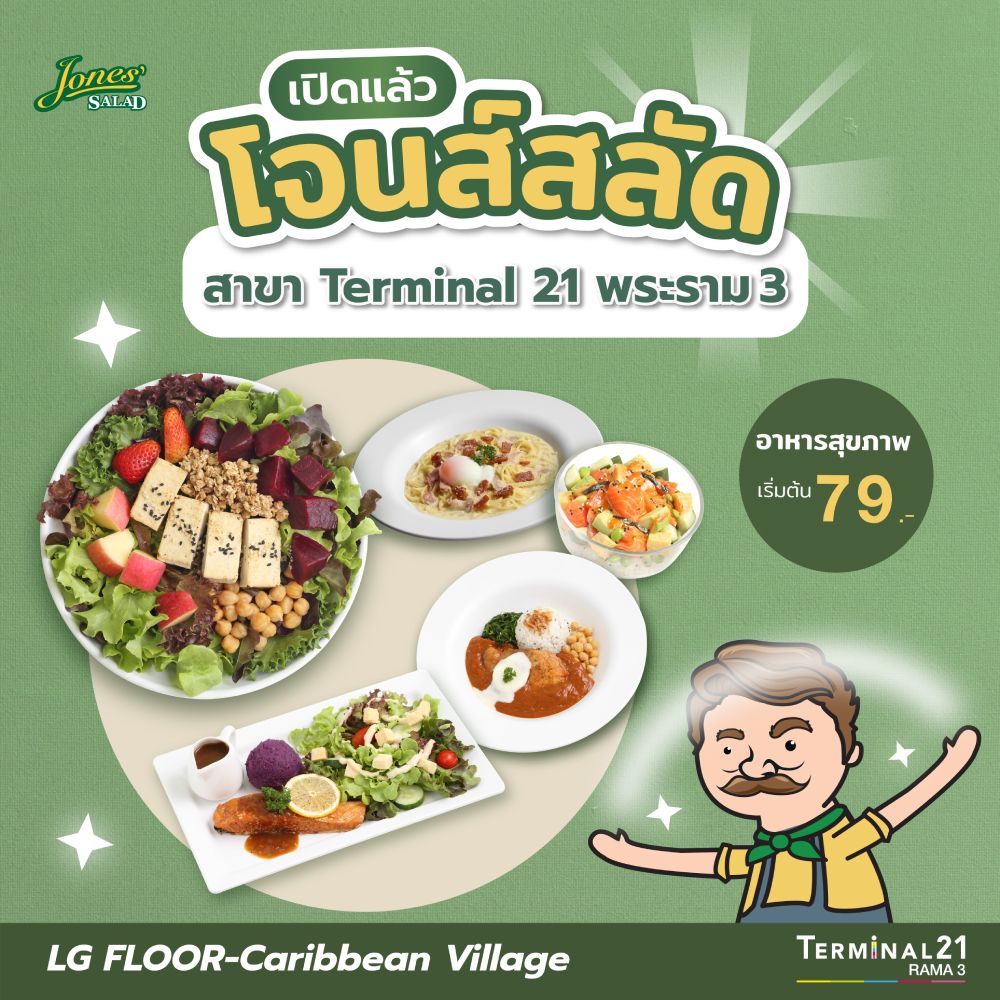 Jones'
SALAD
เปิดแล้ว
โจนส์สลัด
สาขา Terminal 21 พระราม 3
อาหารสุขภาพ
เริ่มต้น 79.-
LG FLOOR-Caribbean Village
TERMINAL21
RAMA 3